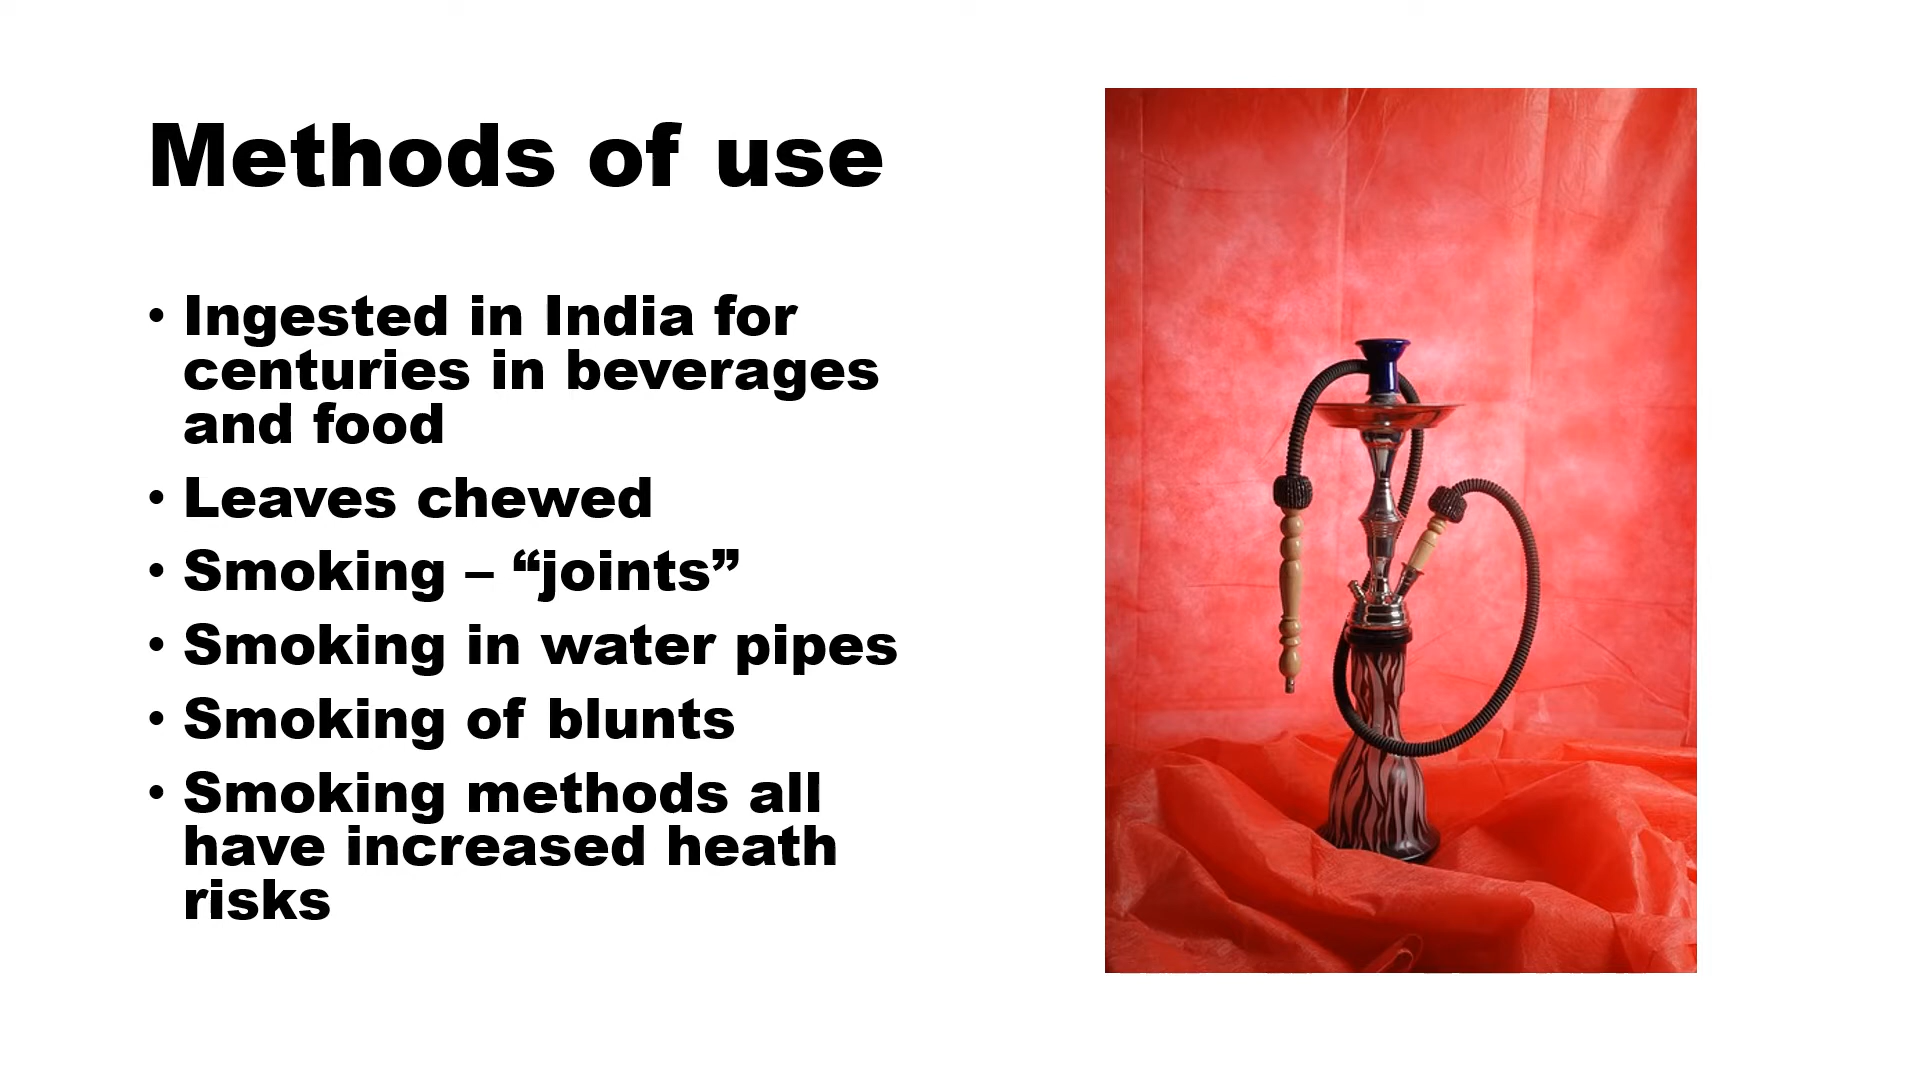 Methods of use
• Ingested in India for
centuries in beverages
and food
• Leaves chewed
• Smoking – “joints”
• Smoking in water pipes
• Smoking of blunts
• Smoking methods all
have increased heath
risks